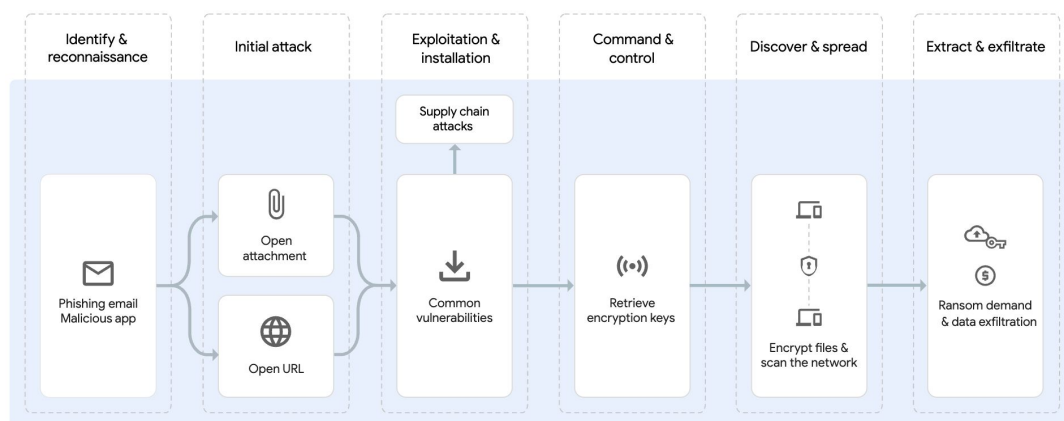 Identify &
reconnaissance
Initial attack
Exploitation &
installation
Command &
control
Discover & spread
Extract & exfiltrate
Supply chain
attacks
Phishing email
Malicious app
Open
attachment
Open URL
Common
vulnerabilities
Retrieve
encryption keys
Encrypt files &
scan the network
$
Ransom demand
& data exfiltration